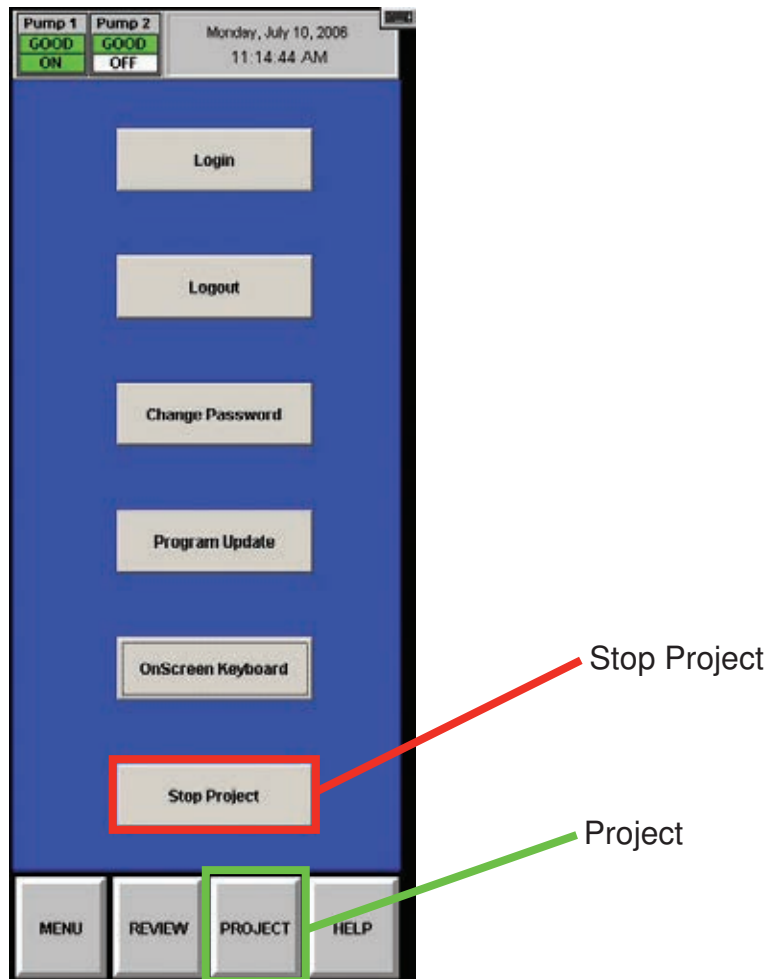 Pump 1 Pump 2
GOOD GOOD
ON OFF
Monday, July 10, 2006
11:14:44 AM
Login
Logout
Change Password
Program Update
OnScreen Keyboard
Stop Project
Stop Project
Project
MENU REVIEW PROJECT HELP